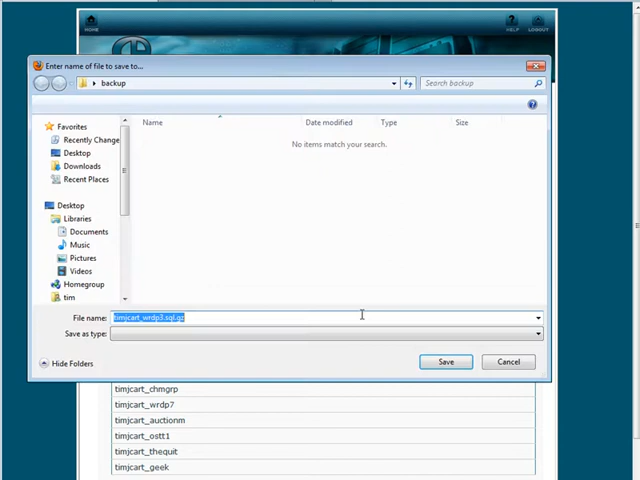 HOME
HELP
LOGOUT
Enter name of file to save to...
backup
Search backup
Name
Date modified
Type
Size
No items match your search.
Favorites
Recently Change
Desktop
Downloads
Recent Places
Desktop
Libraries
Documents
Music
Pictures
Videos
Homegroup
tim
File name:
timjcart_wrdp3.sql.gz
Save as type:
Hide Folders
Save
Cancel
timjcart_chmgrp
timjcart_wrdp7
timjcart_auctionm
timjcart_ostt1
timjcart_thequit
timjcart_geek